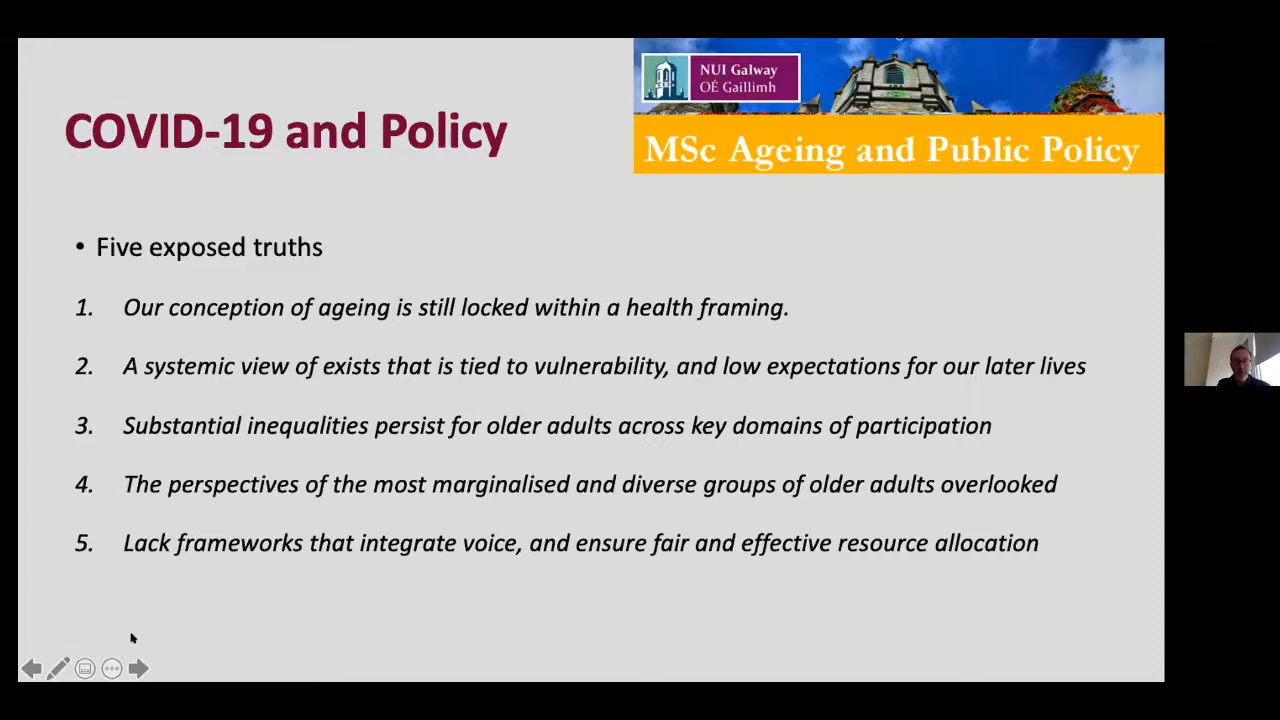 NUI Galway
OÉ Gaillimh
COVID-19 and Policy
MSc Ageing and Public Policy
• Five exposed truths
1. Our conception of ageing is still locked within a health framing.
2. A systemic view of exists that is tied to vulnerability, and low expectations for our later lives
3. Substantial inequalities persist for older adults across key domains of participation
4. The perspectives of the most marginalised and diverse groups of older adults overlooked
5. Lack frameworks that integrate voice, and ensure fair and effective resource allocation